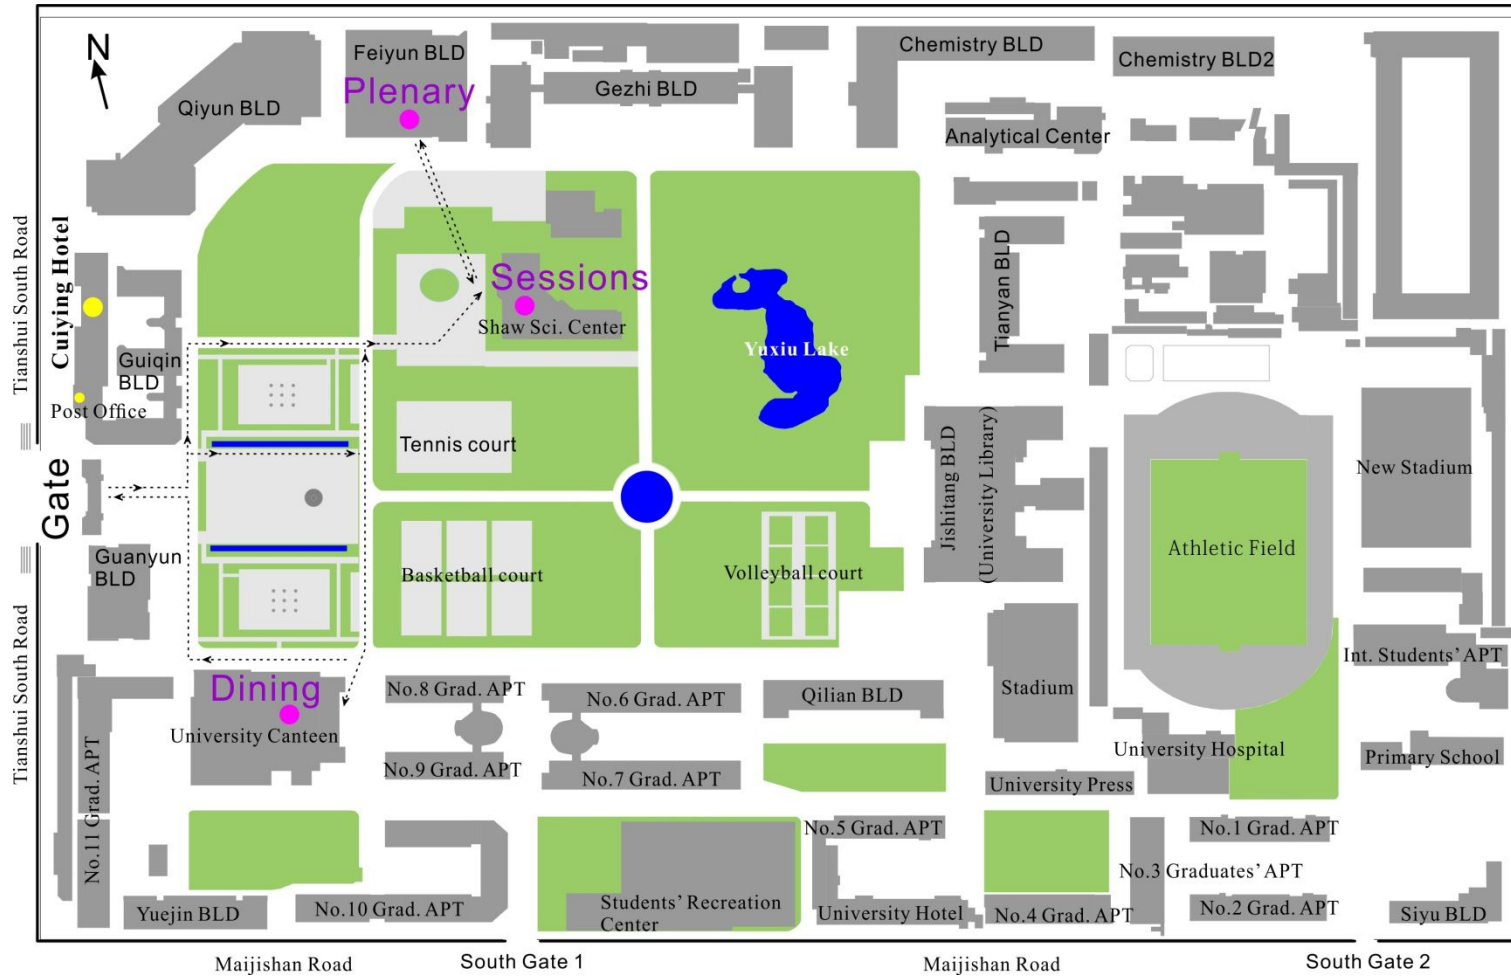 N
Feiyun BLD
Plenary
Qiyun BLD
Gezhi BLD
Chemistry BLD
Chemistry BLD2
Analytical Center
Tianshui South Road
Cuiying Hotel
Guiqin
BLD
Post Office
Sessions
Shaw Sci. Center
Yuxiu Lake
Tianyan BLD
Tennis court
Jishitang BLD
(University Library)
New Stadium
Gate
Guanyun
BLD
Basketball court
Volleyball court
Athletic Field
Tianshui South Road
Dining
University Canteen
No.8 Grad. APT
No.9 Grad. APT
No.6 Grad. APT
No.7 Grad. APT
Qilian BLD
Stadium
Int. Students' APT
University Hospital
Primary School
University Press
No.11 Grad. APT
No.5 Grad. APT
No.1 Grad. APT
No.3 Graduates' APT
Yuejin BLD
No.10 Grad. APT
Students' Recreation
Center
University Hotel
No.4 Grad. APT
No.2 Grad. APT
Siyu BLD
Maijishan Road
South Gate 1
Maijishan Road
South Gate 2